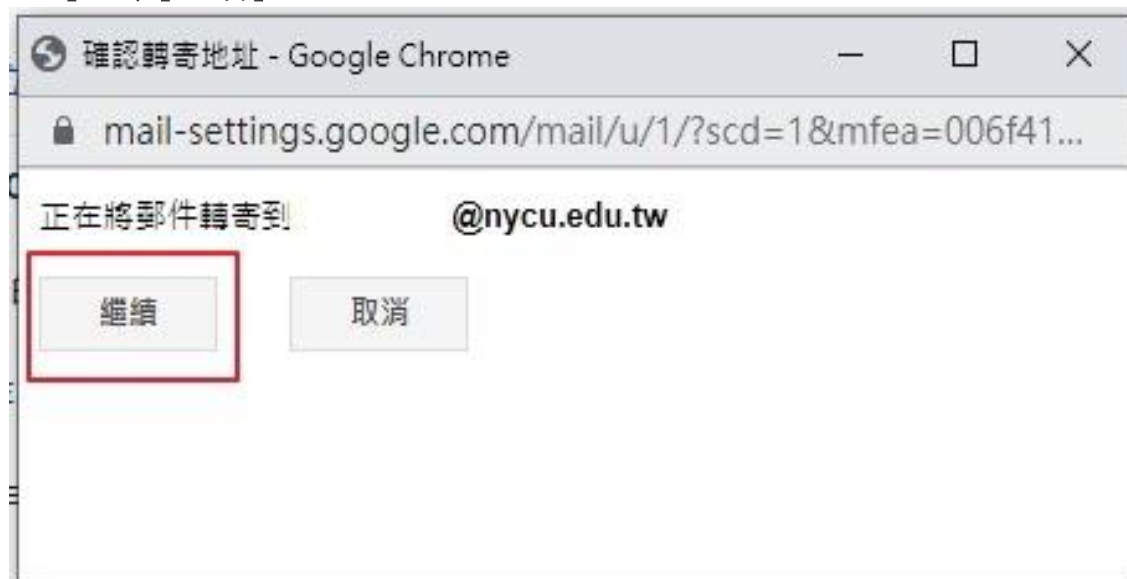 確認轉寄地址 - Google Chrome
mail-settings.google.com/mail/u/1/?scd=1&mfea=006f41...
正在將郵件轉寄到 @nycu.edu.tw
繼續 取消